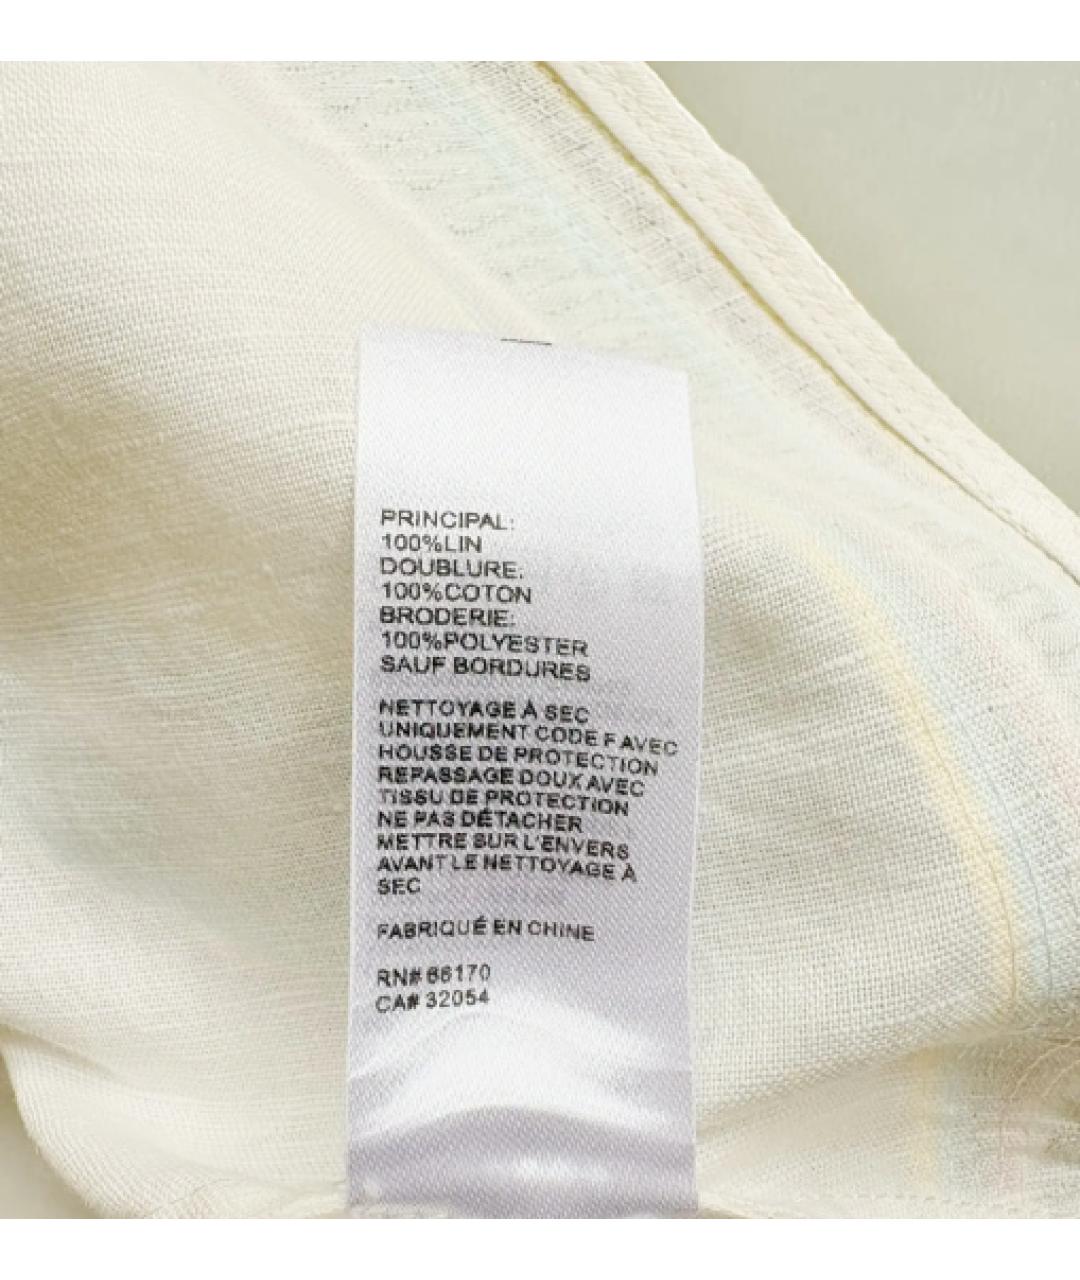 PRINCIPAL:
100%LIN
DOUBLURE:
100%COTON
BRODERIE:
100%POLYESTER
SAUF BORDURES
NETTOYAGE À SEC
UNIQUEMENT CODE F AVEC
HOUSSE DE PROTECTION
REPASSAGE DOUX AVEC
TISSU DE PROTECTION
NE PAS DÉTACHER
METTRE SUR L'ENVERS
AVANT LE NETTOYAGE À
SEC
FABRIQUÉ EN CHINE
RN# 66170
CA# 32054